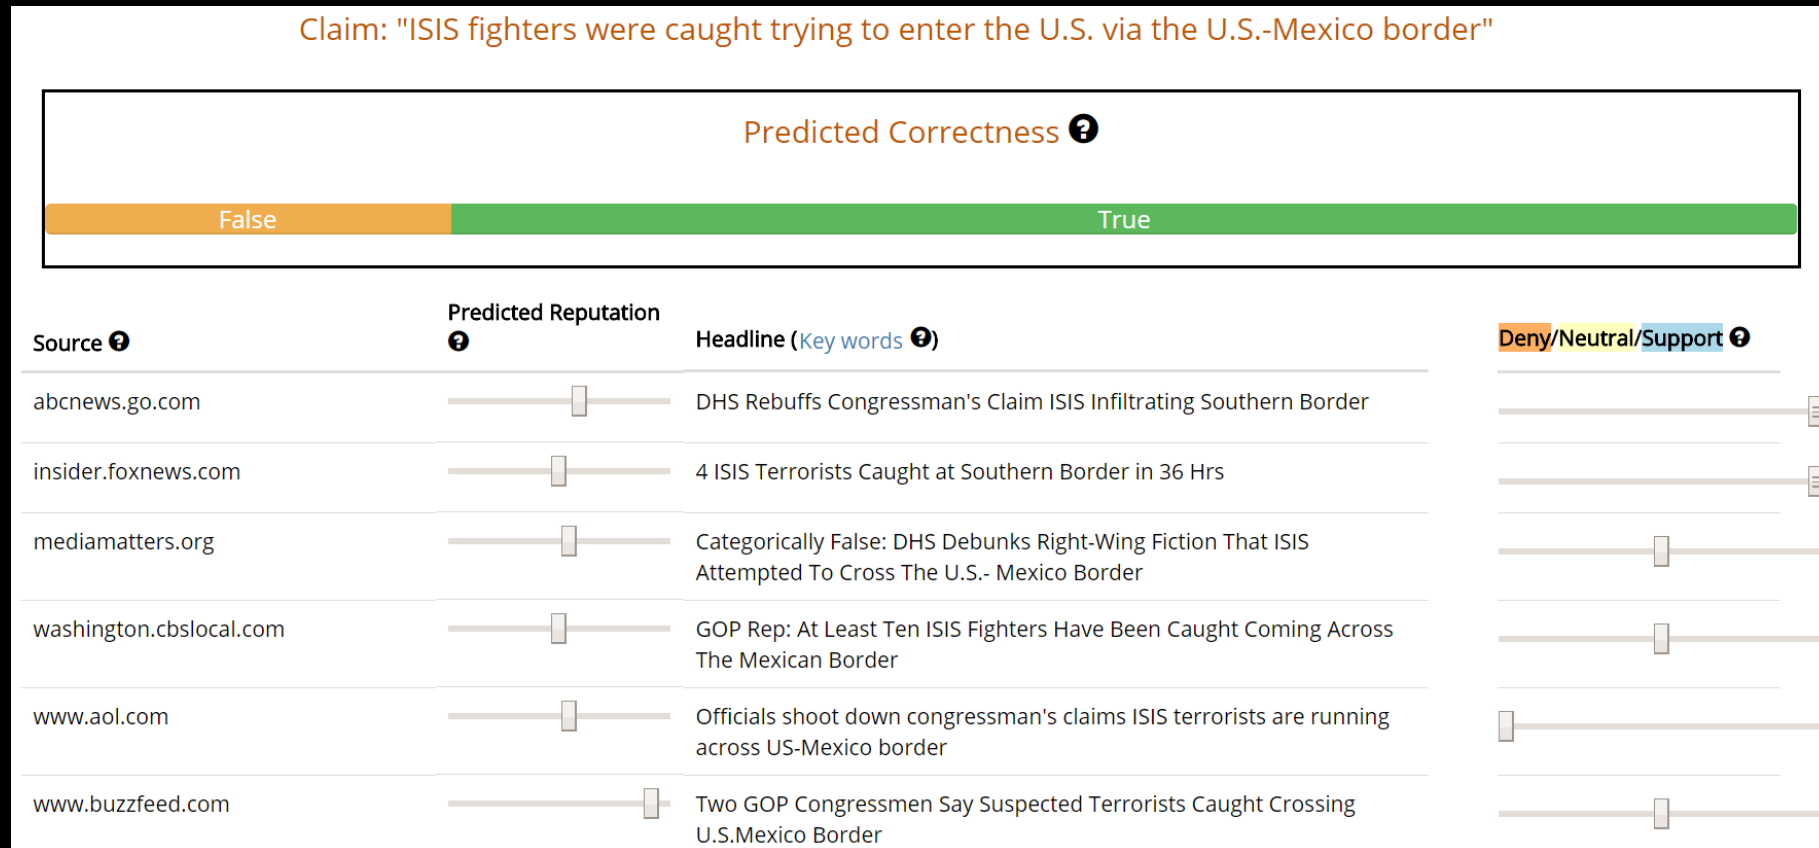 Claim: "ISIS fighters were caught trying to enter the U.S. via the U.S.-Mexico border"
Predicted Correctness ?
False True
Predicted Reputation
Source ? ? Headline (Key words ?) Deny/Neutral/Support ?
abcnews.go.com DHS Rebuffs Congressman's Claim ISIS Infiltrating Southern Border
insider.foxnews.com 4 ISIS Terrorists Caught at Southern Border in 36 Hrs
mediamatters.org Categorically False: DHS Debunks Right-Wing Fiction That ISIS
Attempted To Cross The U.S.- Mexico Border
washington.cbslocal.com GOP Rep: At Least Ten ISIS Fighters Have Been Caught Coming Across
The Mexican Border
www.aol.com Officials shoot down congressman's claims ISIS terrorists are running
across US-Mexico border
www.buzzfeed.com Two GOP Congressmen Say Suspected Terrorists Caught Crossing
U.S.Mexico Border